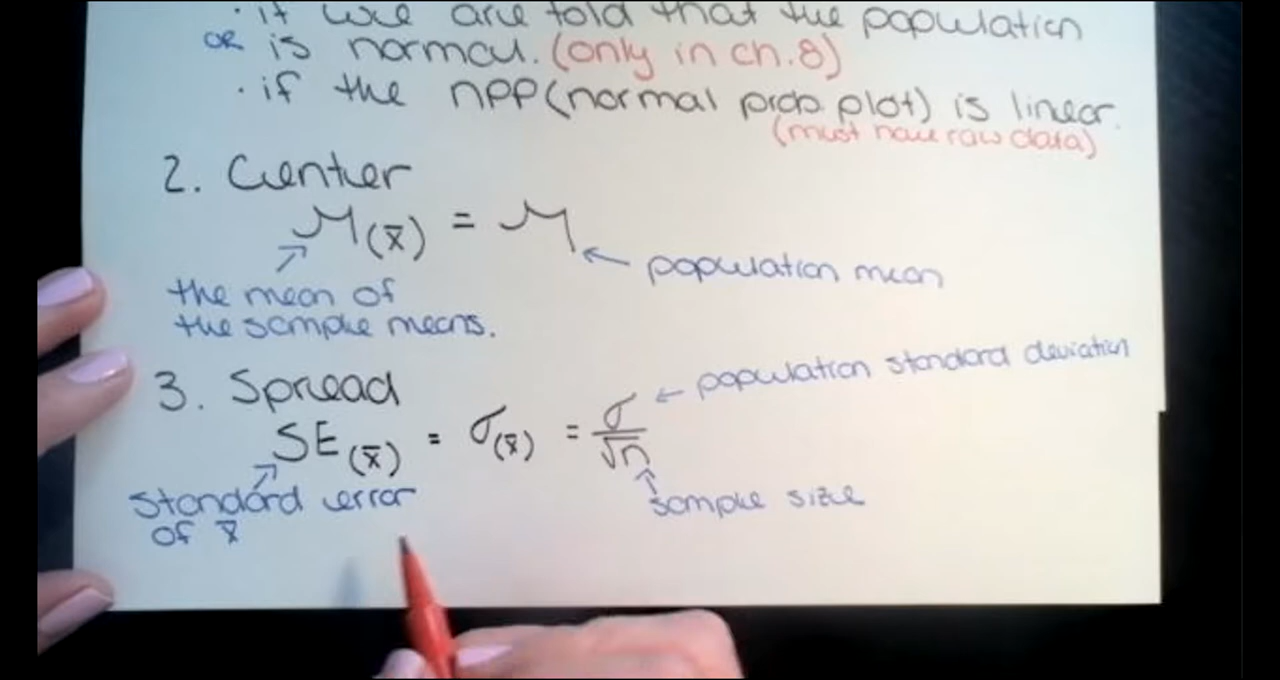 · if we are told that the population
OR is normal. (only in ch.8)
· if the NPP (normal prob. plot) is linear.
(must have raw data)
2. Center
μ(x̄) = μ
← population mean
the mean of
the sample means.
3. Spread
← population standard deviation
SE(x̄) = σ(x̄) = σ/√n
standard error
of x̄
sample size